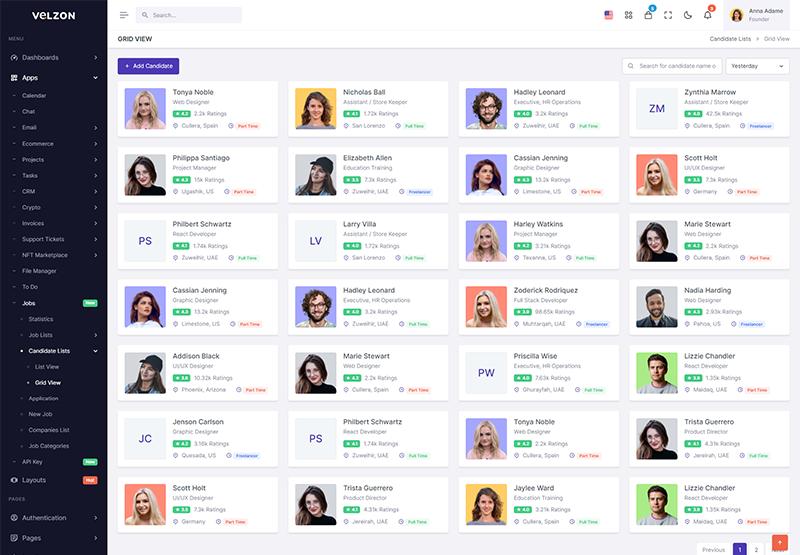 VELZON
Search...
5
3
Anna Adame
Founder
MENU
Dashboards
Apps
Calendar
Chat
Email
Ecommerce
Projects
Tasks
CRM
Crypto
Invoices
Support Tickets
NFT Marketplace
File Manager
To Do
Jobs New
Statistics
Job Lists
Candidate Lists
List View
Grid View
Application
New Job
Companies List
Job Categories
API Key New
Layouts Hot
PAGES
Authentication
Pages
GRID VIEW
Candidate Lists > Grid View
+ Add Candidate
Search for candidate name o
Yesterday
Tonya Noble
Web Designer
★ 4.2 2.2k Ratings
Cullera, Spain Part Time
Nicholas Ball
Assistant / Store Keeper
★ 4.1 1.72k Ratings
San Lorenzo Full Time
Hadley Leonard
Executive, HR Operations
★ 4.0 3.2k Ratings
Zuweihir, UAE Full Time
ZM
Zynthia Marrow
Assistant / Store Keeper
★ 4.0 42.5k Ratings
Cullera, Spain Freelancer
Philippa Santiago
Project Manager
★ 4.3 15k Ratings
Ugashik, US Part Time
Elizabeth Allen
Education Training
★ 3.5 7.3k Ratings
Zuweihir, UAE Freelancer
Cassian Jenning
Graphic Designer
★ 4.3 13.2k Ratings
Limestone, US Part Time
Scott Holt
UI/UX Designer
★ 3.5 7.3k Ratings
Germany Part Time
PS
Philbert Schwartz
React Developer
★ 4.1 1.74k Ratings
Zuweihir, UAE Full Time
LV
Larry Villa
Assistant / Store Keeper
★ 4.0 1.72k Ratings
San Lorenzo Full Time
Harley Watkins
Project Manager
★ 4.2 3.21k Ratings
Texanna, US Full Time
Marie Stewart
Web Designer
★ 4.3 2.2k Ratings
Cullera, Spain Part Time
Cassian Jenning
Graphic Designer
★ 4.3 13.2k Ratings
Limestone, US Part Time
Hadley Leonard
Executive, HR Operations
★ 4.0 3.2k Ratings
Zuweihir, UAE Full Time
Zoderick Rodriquez
Full Stack Developer
★ 3.9 98.65k Ratings
Muhtarqah, UAE Freelancer
Nadia Harding
Web Designer
★ 4.3 2.93k Ratings
Pahoa, US Freelancer
Addison Black
UI/UX Designer
★ 3.8 10.32k Ratings
Phoenix, Arizona Part Time
Marie Stewart
Web Designer
★ 4.3 2.2k Ratings
Cullera, Spain Part Time
PW
Priscilla Wise
Executive, HR Operations
★ 4.0 7.63k Ratings
Ghurayfah, UAE Full Time
Lizzie Chandler
React Developer
★ 3.8 1.35k Ratings
Maidaq, UAE Part Time
JC
Jenson Carlson
Graphic Designer
★ 4.2 3.16k Ratings
Quesada, US Freelancer
PS
Philbert Schwartz
React Developer
★ 4.1 1.74k Ratings
Zuweihir, UAE Full Time
Tonya Noble
Web Designer
★ 4.2 2.2k Ratings
Cullera, Spain Part Time
Trista Guerrero
Product Director
★ 4.1 4.31k Ratings
Jereirah, UAE Full Time
Scott Holt
UI/UX Designer
★ 3.5 7.3k Ratings
Germany Part Time
Trista Guerrero
Product Director
★ 4.1 4.31k Ratings
Jereirah, UAE Full Time
Jaylee Ward
Education Training
★ 4.0 3.21k Ratings
Cullera, Spain Full Time
Lizzie Chandler
React Developer
★ 3.8 1.35k Ratings
Maidaq, UAE Part Time
Previous 1 2